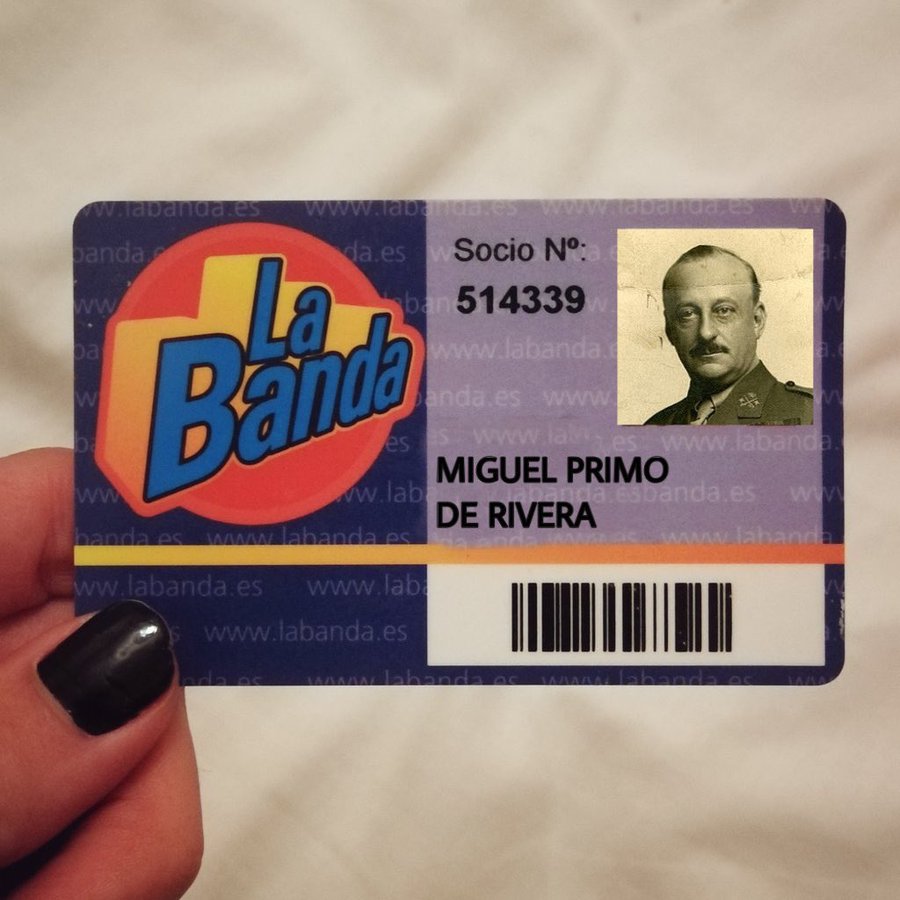 La
Banda
Socio Nº:
514339
MIGUEL PRIMO
DE RIVERA
www.labanda.es